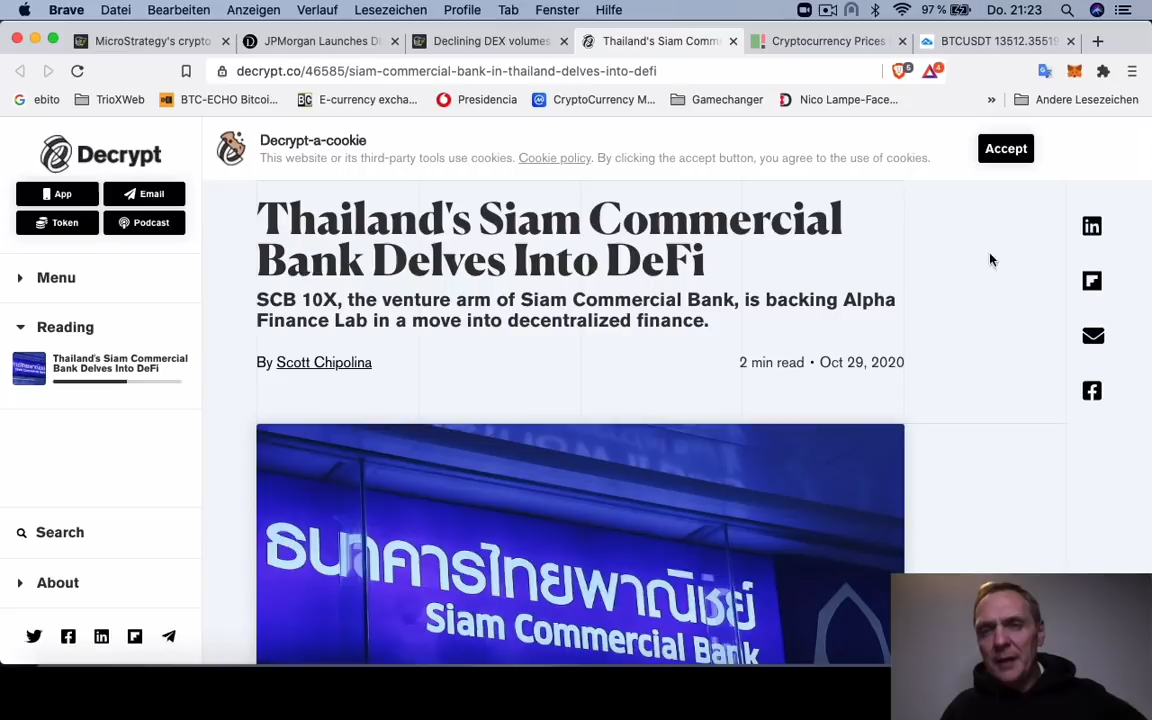 Brave Datei Bearbeiten Anzeigen Verlauf Lesezeichen Profile Tab Fenster Hilfe 97 % Do. 21:23
MicroStrategy's crypto JPMorgan Launches Di Declining DEX volumes Thailand's Siam Comm Cryptocurrency Prices BTCUSDT 13512.35519
decrypt.co/46585/siam-commercial-bank-in-thailand-delves-into-defi 5 4
ebito TrioXWeb BTC-ECHO Bitcoi... E-currency excha... Presidencia CryptoCurrency M... Gamechanger Nico Lampe-Face... » Andere Lesezeichen
Decrypt
App Email
Token Podcast
Menu
Reading
Thailand's Siam Commercial
Bank Delves Into DeFi
Search
About
Decrypt-a-cookie
This website or its third-party tools use cookies. Cookie policy. By clicking the accept button, you agree to the use of cookies.
Accept
Thailand's Siam Commercial
Bank Delves Into DeFi
SCB 10X, the venture arm of Siam Commercial Bank, is backing Alpha
Finance Lab in a move into decentralized finance.
By Scott Chipolina 2 min read • Oct 29, 2020
ธนาคารไทยพาณิชย์
Siam Commercial Bank